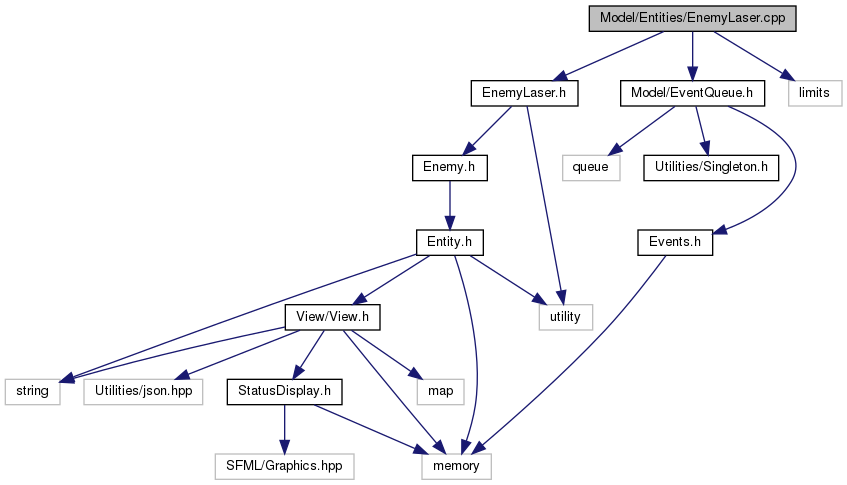 Model/Entities/EnemyLaser.cpp
EnemyLaser.h
Model/EventQueue.h
limits
Enemy.h
queue
Utilities/Singleton.h
Entity.h
Events.h
View/View.h
utility
string
Utilities/json.hpp
StatusDisplay.h
map
SFML/Graphics.hpp
memory